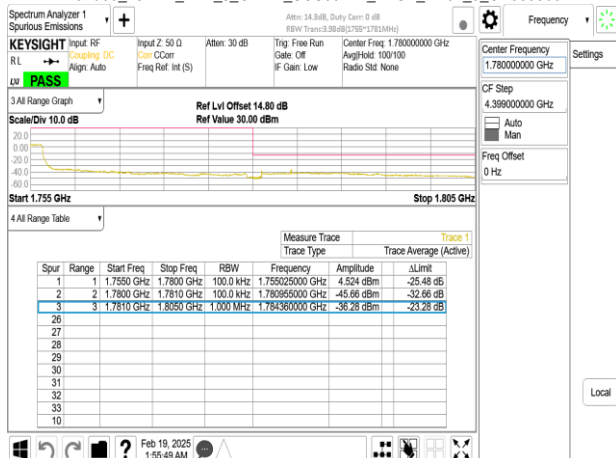 Spectrum Analyzer 1
Spurious Emissions
Attn: 14.8dB, Duty Corr: 0 dB
RBW Trans:3.98dB(1755~1781MHz)
Frequency
KEYSIGHT
Input: RF
Input Z: 50 Ω
Atten: 30 dB
Trig: Free Run
Center Freq: 1.780000000 GHz
RL
Coupling: DC
Corr CCorr
Gate: Off
Avg|Hold: 100/100
Align: Auto
Freq Ref: Int (S)
IF Gain: Low
Radio Std: None
LXI
PASS
Center Frequency
1.780000000 GHz
Settings
CF Step
4.399000000 GHz
Auto
Man
Freq Offset
0 Hz
3 All Range Graph
Ref Lvl Offset 14.80 dB
Scale/Div 10.0 dB
Ref Value 30.00 dBm
20.0
0.00
-20.0
-40.0
-60.0
Start 1.755 GHz
Stop 1.805 GHz
4 All Range Table
Measure Trace Trace 1
Trace Type Trace Average (Active)
Spur Range Start Freq Stop Freq RBW Frequency Amplitude ΔLimit
1 1 1.7550 GHz 1.7800 GHz 100.0 kHz 1.755025000 GHz 4.524 dBm -25.48 dB
2 2 1.7800 GHz 1.7810 GHz 100.0 kHz 1.780955000 GHz -45.66 dBm -32.66 dB
3 3 1.7810 GHz 1.8050 GHz 1.000 MHz 1.784360000 GHz -36.28 dBm -23.28 dB
26
27
28
29
30
31
32
33
10
Local
?
Feb 19, 2025
1:55:49 AM